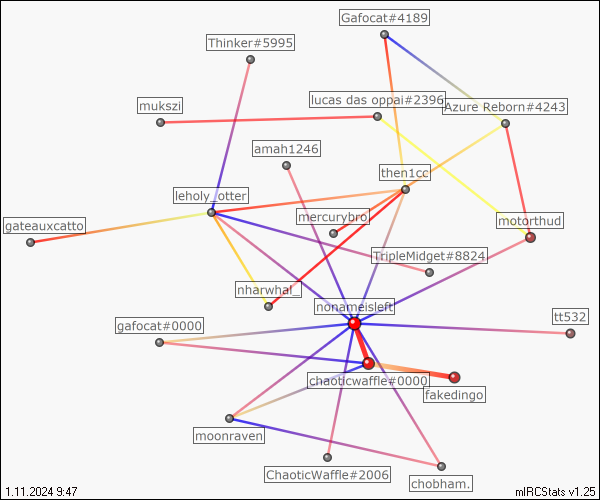 Gafocat#4189
Thinker#5995
lucas das oppai#2396
mukszi
Azure Reborn#4243
amah1246
then1cc
leholy_otter
mercurybro
gateauxcatto
motorthud
TripleMidget#8824
nharwhal_
nonameisleft
gafocat#0000
tt532
chaoticwaffle#0000
fakedingo
moonraven
ChaoticWaffle#2006
chobham.
1.11.2024 9:47
mIRCStats v1.25